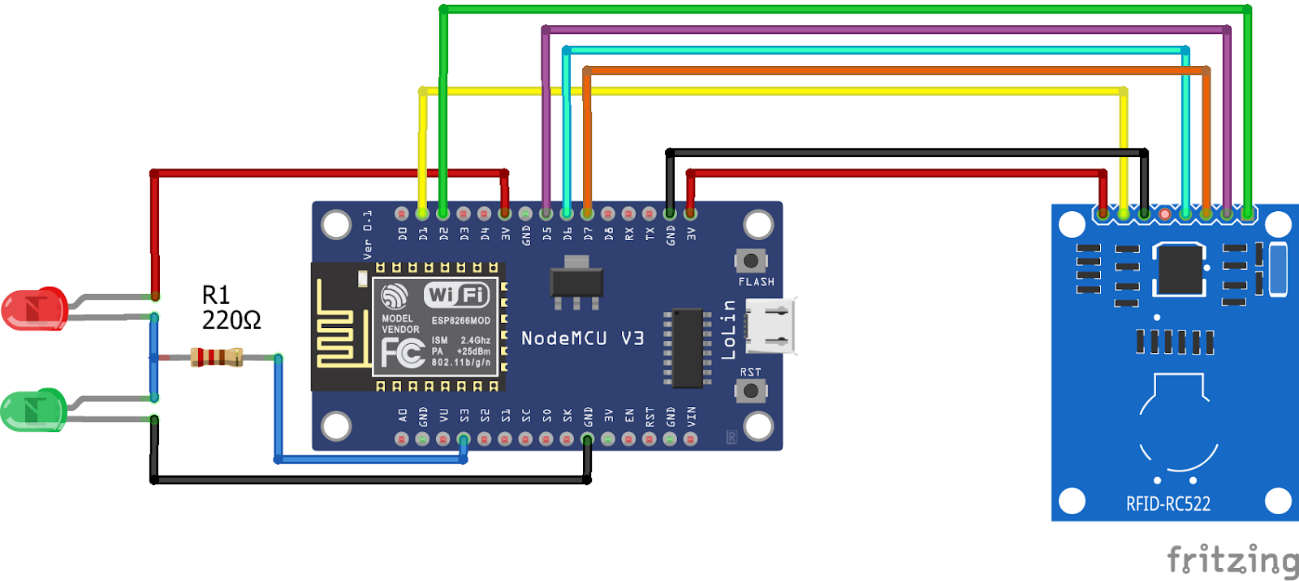 Ver 0.1
D0
D1
D2
D3
D4
3V
GND
D5
D6
D7
D8
RX
TX
GND
3V
FLASH
R1
220Ω
MODEL
VENDOR
WiFi
ESP8266MOD
FC
ISM 2.4Ghz
PA +25dBm
802.11b/g/n
NodeMCU V3
LoLin
RST
A0
GND
VU
S3
S2
S1
SC
S0
SK
GND
3V
EN
RST
GND
VIN
RFID-RC522
fritzing